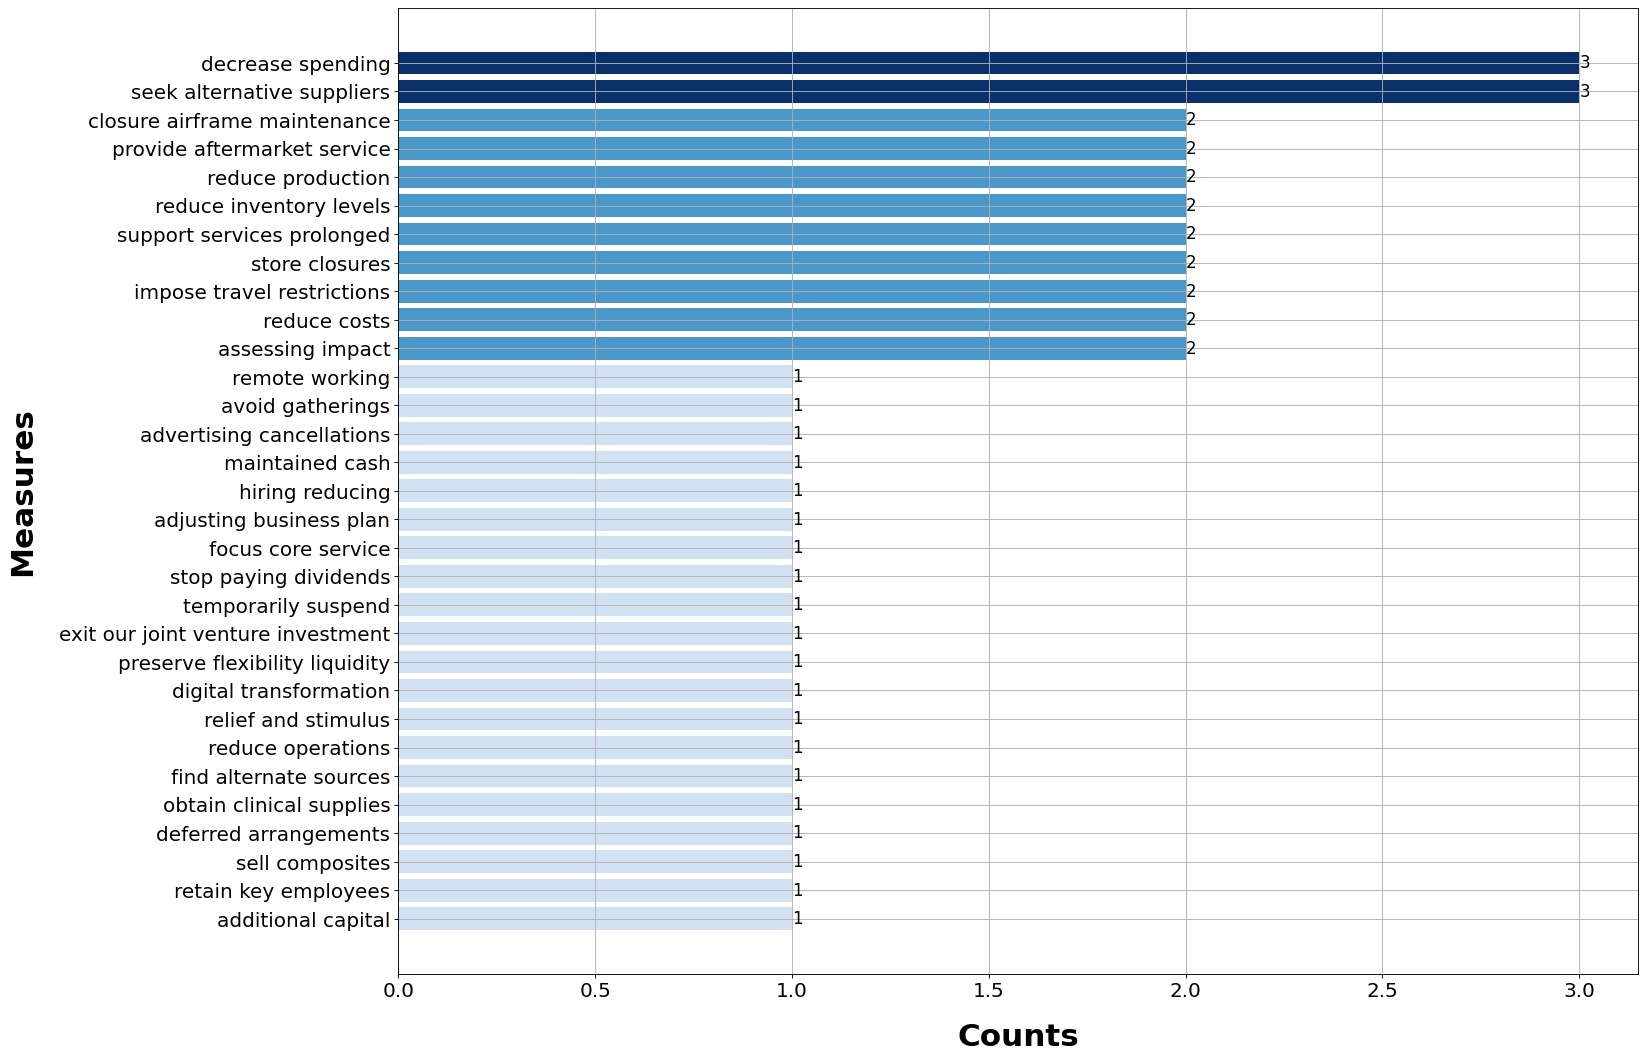 decrease spending 3
seek alternative suppliers 3
closure airframe maintenance 2
provide aftermarket service 2
reduce production 2
reduce inventory levels 2
support services prolonged 2
store closures 2
impose travel restrictions 2
reduce costs 2
assessing impact 2
remote working 1
avoid gatherings 1
advertising cancellations 1
maintained cash 1
hiring reducing 1
adjusting business plan 1
focus core service 1
stop paying dividends 1
temporarily suspend 1
exit our joint venture investment 1
preserve flexibility liquidity 1
digital transformation 1
relief and stimulus 1
reduce operations 1
find alternate sources 1
obtain clinical supplies 1
deferred arrangements 1
sell composites 1
retain key employees 1
additional capital 1
Measures
0.0 0.5 1.0 1.5 2.0 2.5 3.0
Counts